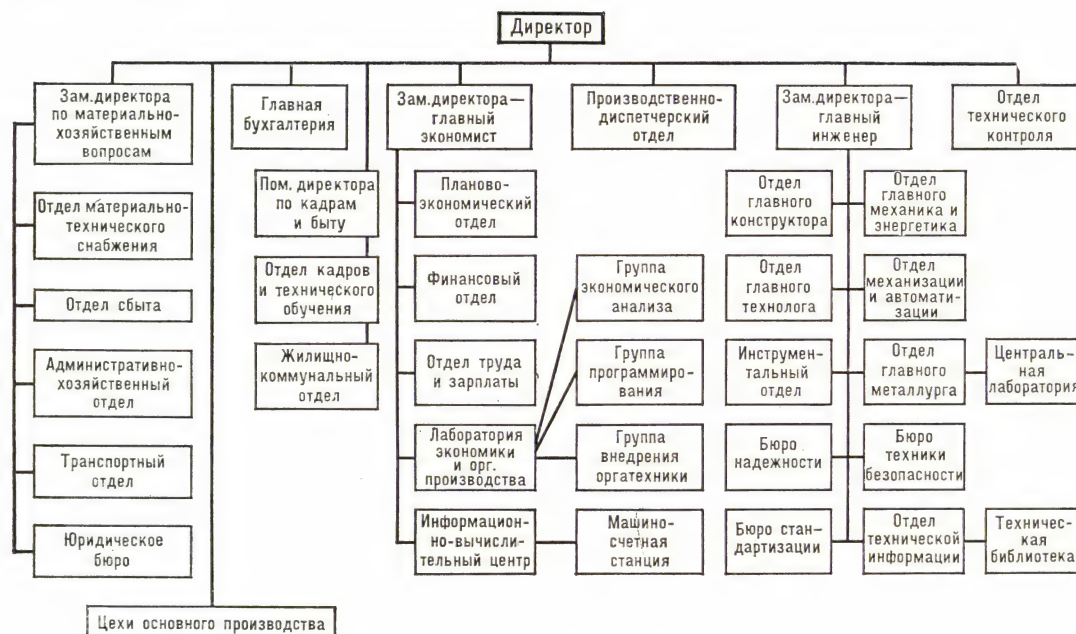 Директор
Зам.директора
по материально-
хозяйственным
вопросам
Главная
бухгалтерия
Зам.директора—
главный
экономист
Производственно-
диспетчерский
отдел
Зам.директора—
главный
инженер
Отдел
технического
контроля
Отдел материально-
технического
снабжения
Отдел сбыта
Административно-
хозяйственный
отдел
Транспортный
отдел
Юридическое
бюро
Цехи основного производства
Пом. директора
по кадрам
и быту
Отдел кадров
и технического
обучения
Жилищно-
коммунальный
отдел
Планово-
экономический
отдел
Финансовый
отдел
Отдел труда
и зарплаты
Лаборатория
экономики
и орг.
производства
Информацион-
но-вычисли-
тельный центр
Группа
экономического
анализа
Группа
программиро-
вания
Группа
внедрения
оргатехники
Машино-
счетная
станция
Отдел
главного
конструктора
Отдел
главного
технолога
Инструмен-
тальный
отдел
Бюро
надежности
Бюро стан-
дартизации
Отдел
главного
механика и
энергетика
Отдел
механизации
и автомати-
зации
Отдел
главного
металлурга
Бюро
техники
безопасности
Отдел
технической
информации
Централь-
ная
лаборатория
Техничес-
кая
библиотека